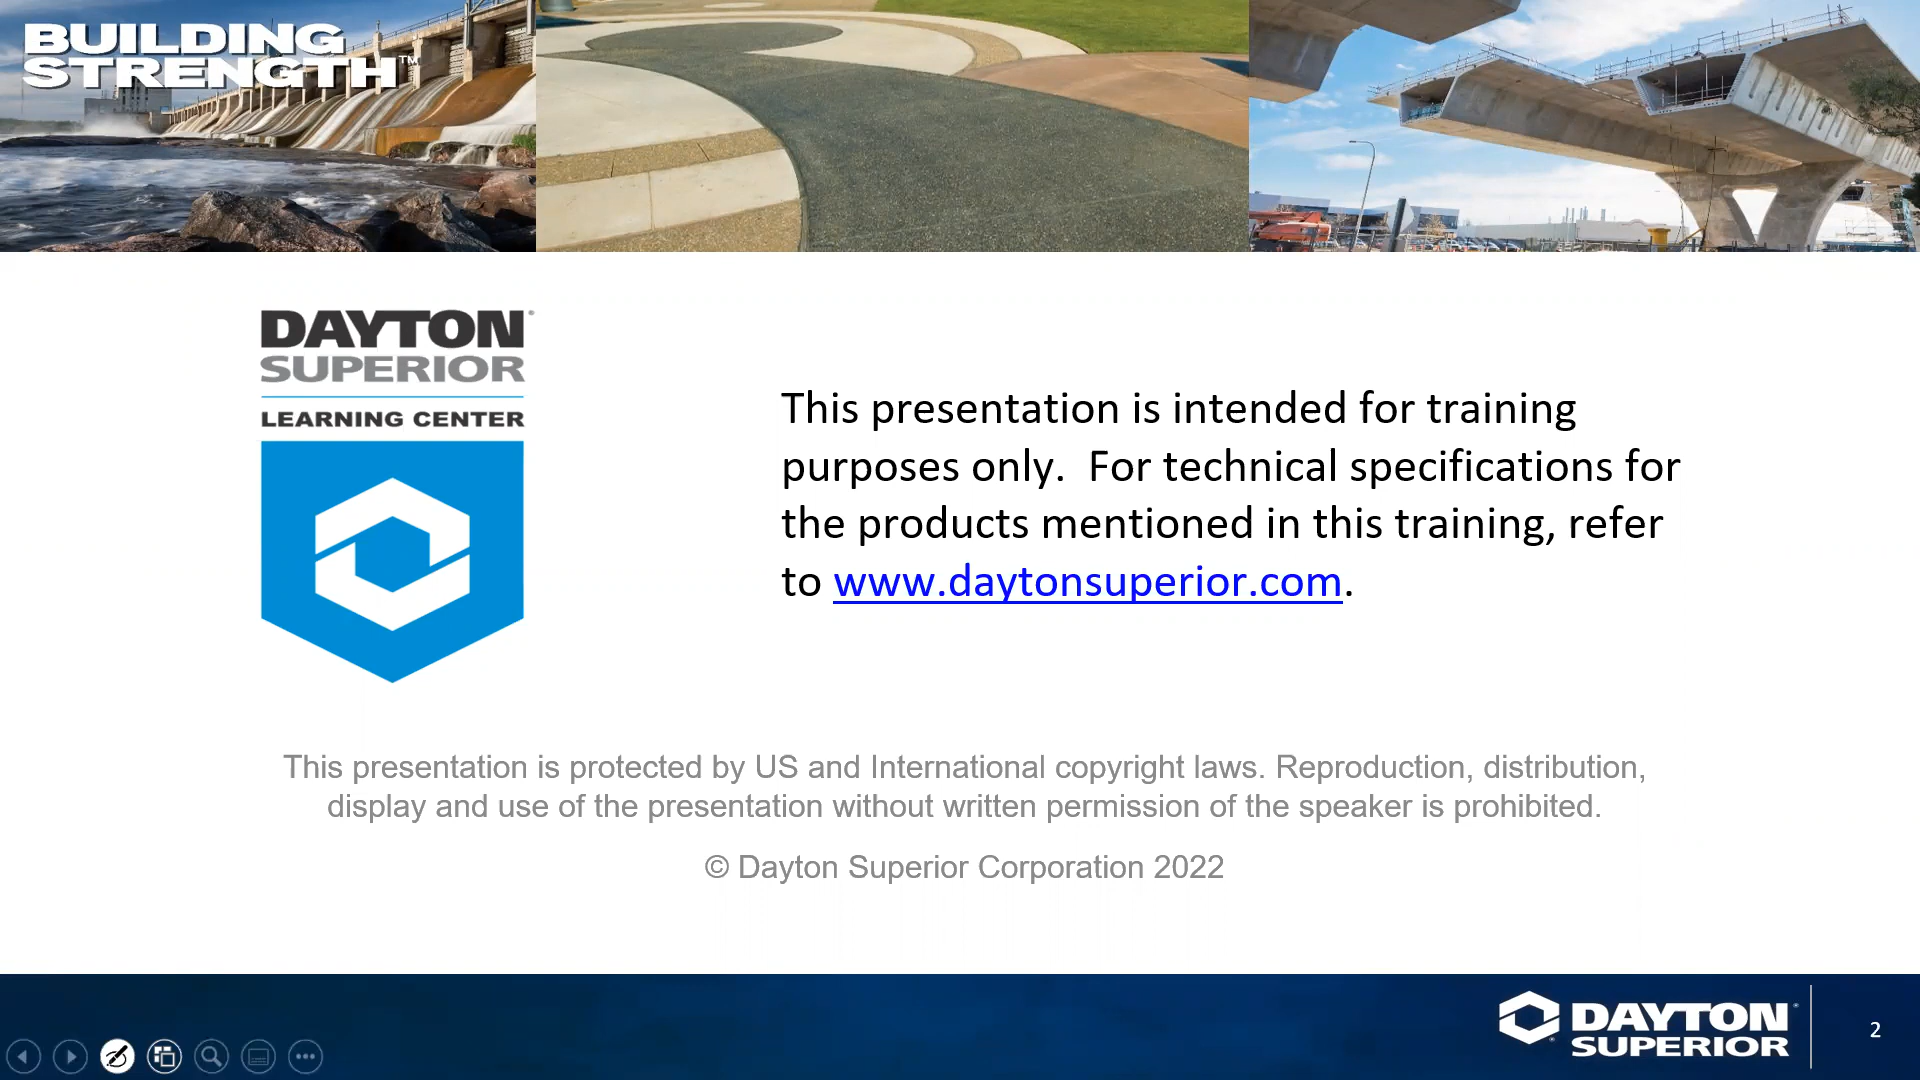 BUILDING
STRENGTH™
DAYTON®
SUPERIOR
LEARNING CENTER
This presentation is intended for training
purposes only.  For technical specifications for
the products mentioned in this training, refer
to www.daytonsuperior.com.
This presentation is protected by US and International copyright laws. Reproduction, distribution,
display and use of the presentation without written permission of the speaker is prohibited.
© Dayton Superior Corporation 2022
DAYTON®
SUPERIOR
2